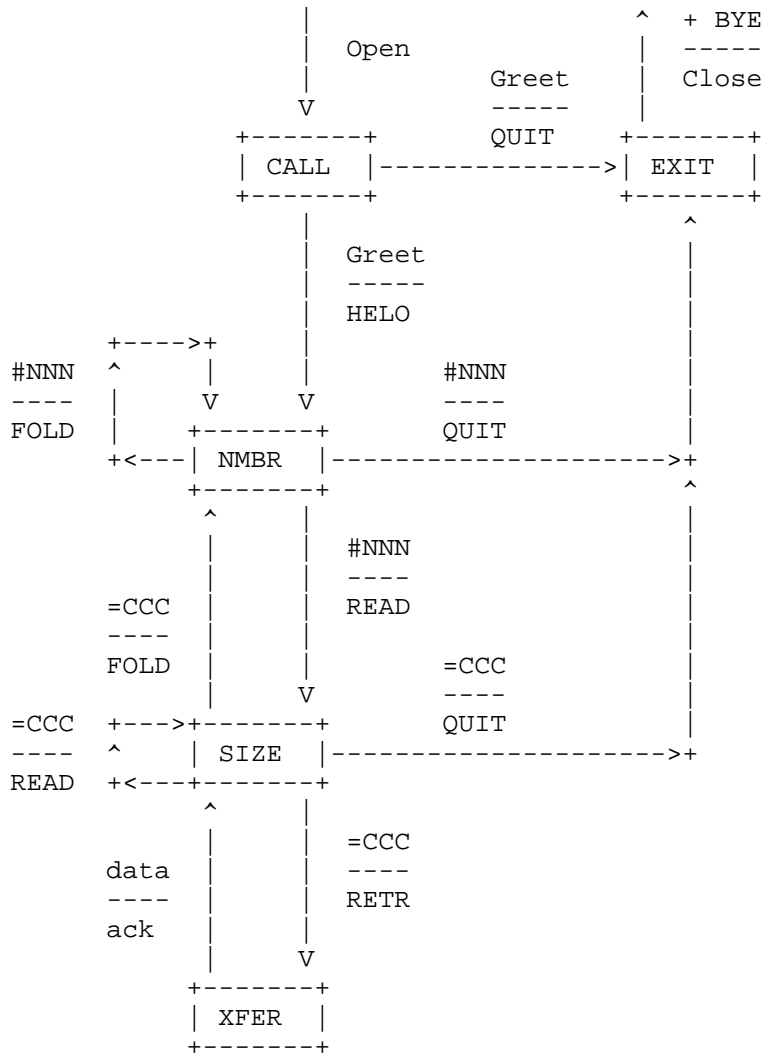 + BYE
Open
-----
Greet Close
-----
QUIT
CALL EXIT
Greet
-----
HELO
#NNN #NNN
---- ----
FOLD QUIT
NMBR
#NNN
----
=CCC READ
----
FOLD =CCC
----
=CCC QUIT
---- SIZE
READ
=CCC
data ----
---- RETR
ack
XFER